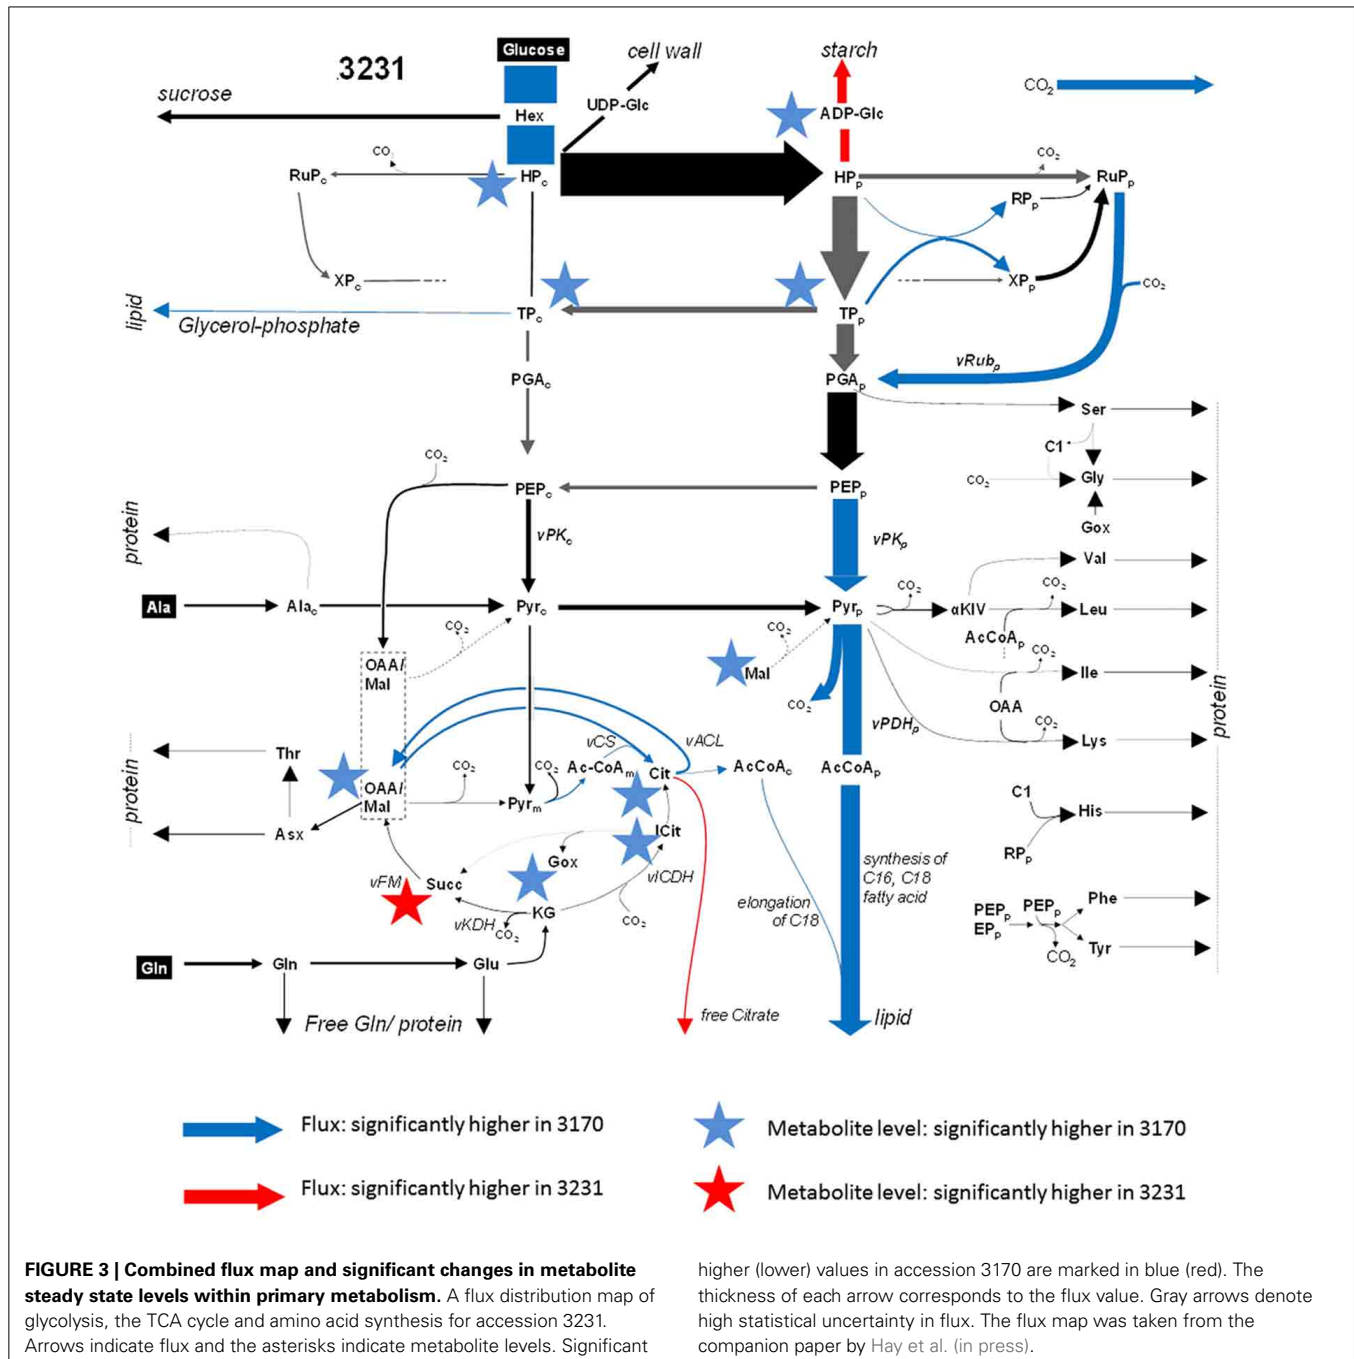 Glucose
cell wall
starch
.3231
CO2
sucrose
Hex
UDP-Glc
ADP-Glc
CO
CO2
RuPc
HPc
HPp
RuPp
RPp
XPc
XPp
CO2
lipid
Glycerol-phosphate
TPc
TPp
vRubp
PGAc
PGAp
Ser
C1
CO2
CO2
Gly
PEPc
PEPp
Gox
protein
vPKc
vPKp
Val
CO2
Ala
Alac
Pyrc
Pyrp
αKIV
CO2
Leu
AcCoAp
CO2
CO2
OAA/
Mal
Mal
CO2
Ile
OAA
CO2
vPDHp
CO2
Lys
protein
protein
Thr
vCS
vACL
CO2
CO2
Ac-CoAm
Cit
AcCoAc
AcCoAp
OAA/
Mal
Pyrm
C1
His
Asx
ICit
RPp
Gox
synthesis of
C16, C18
fatty acid
vFM
Succ
vICDH
elongation
of C18
vKDH
CO2
KG
CO2
PEPp
EPp
PEPp
Phe
CO2
Tyr
Gln
Gln
Glu
Free Gln/ protein
free Citrate
lipid
Flux: significantly higher in 3170
Metabolite level: significantly higher in 3170
Flux: significantly higher in 3231
Metabolite level: significantly higher in 3231
FIGURE 3 | Combined flux map and significant changes in metabolite
steady state levels within primary metabolism. A flux distribution map of
glycolysis, the TCA cycle and amino acid synthesis for accession 3231.
Arrows indicate flux and the asterisks indicate metabolite levels. Significant
higher (lower) values in accession 3170 are marked in blue (red). The
thickness of each arrow corresponds to the flux value. Gray arrows denote
high statistical uncertainty in flux. The flux map was taken from the
companion paper by Hay et al. (in press).